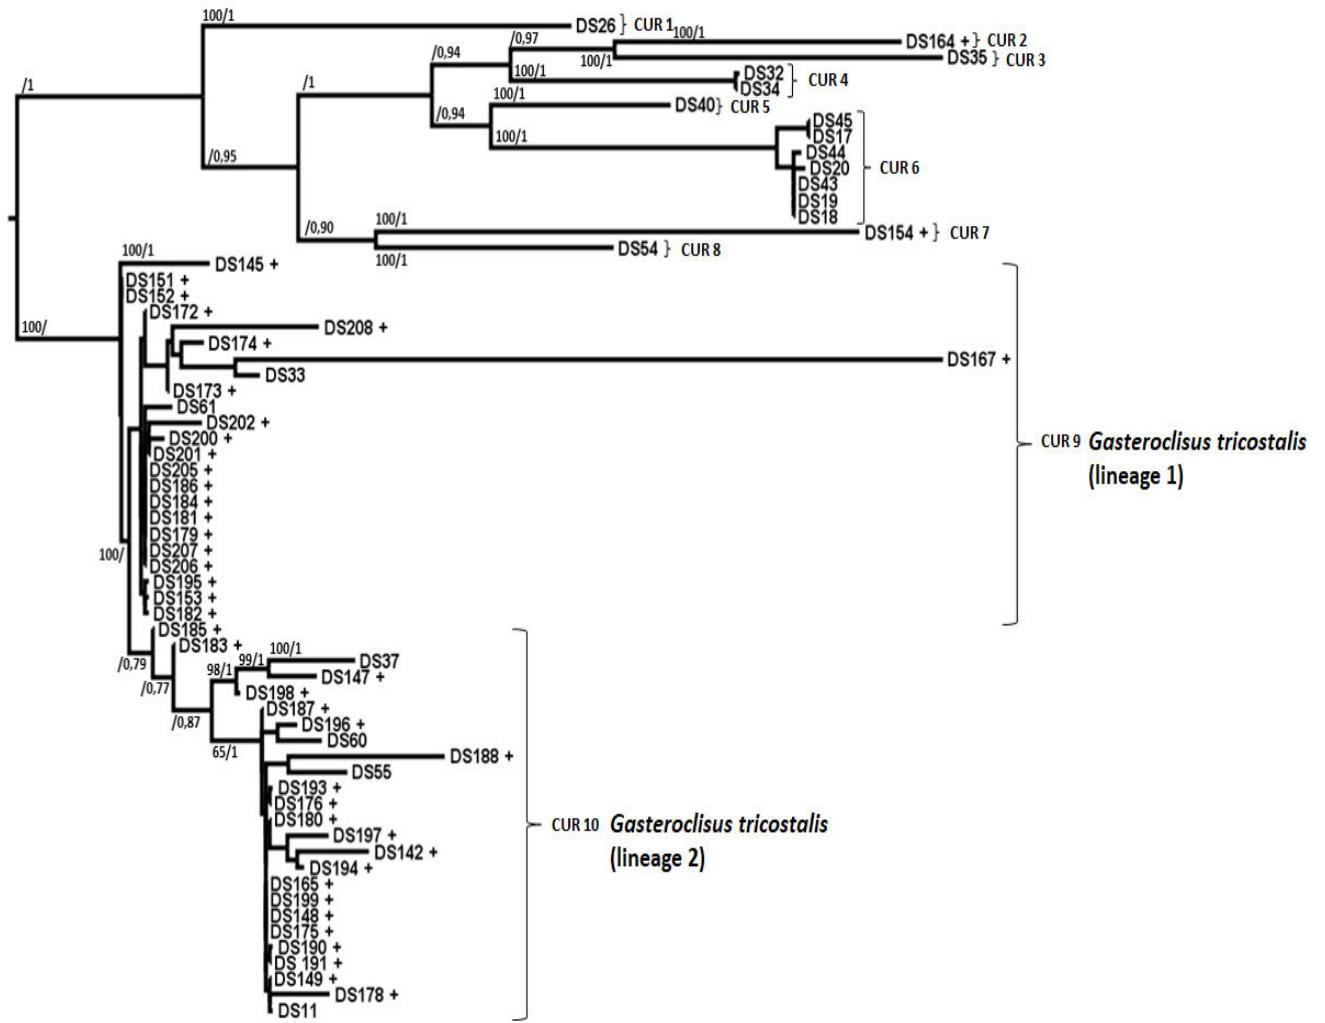 100/1 DS26 } CUR 1
/0,97 100/1 DS164 + } CUR 2
/0,94 100/1 DS35 } CUR 3
100/1 DS32
DS34 CUR 4
/1 /1
100/1 DS40 } CUR 5
/0,94
100/1 DS45
DS17
DS44
DS20 CUR 6
DS43
DS19
DS18
/0,95
/0,90 100/1 DS154 + } CUR 7
100/1 DS54 } CUR 8
100/1 DS145 +
DS151 +
DS152 +
DS172 +
100/ DS208 +
DS174 +
DS167 +
DS33
DS173 +
DS61
DS202 +
DS200 + CUR 9 Gasteroclisus tricostalis
DS201 +
DS205 + (lineage 1)
DS186 +
DS184 +
DS181 +
DS179 +
DS207 +
100/ DS206 +
DS195 +
DS153 +
DS182 +
DS185 +
DS183 +
/0,79 98/1 99/1 100/1 DS37
/0,77 DS147 +
DS198 +
/0,87 DS187 +
DS196 +
65/1 DS60
DS188 +
DS55
DS193 +
DS176 +
DS180 + CUR 10 Gasteroclisus tricostalis
DS197 +
DS142 + (lineage 2)
DS194 +
DS165 +
DS199 +
DS148 +
DS175 +
DS190 +
DS 191 +
DS149 +
DS178 +
DS11